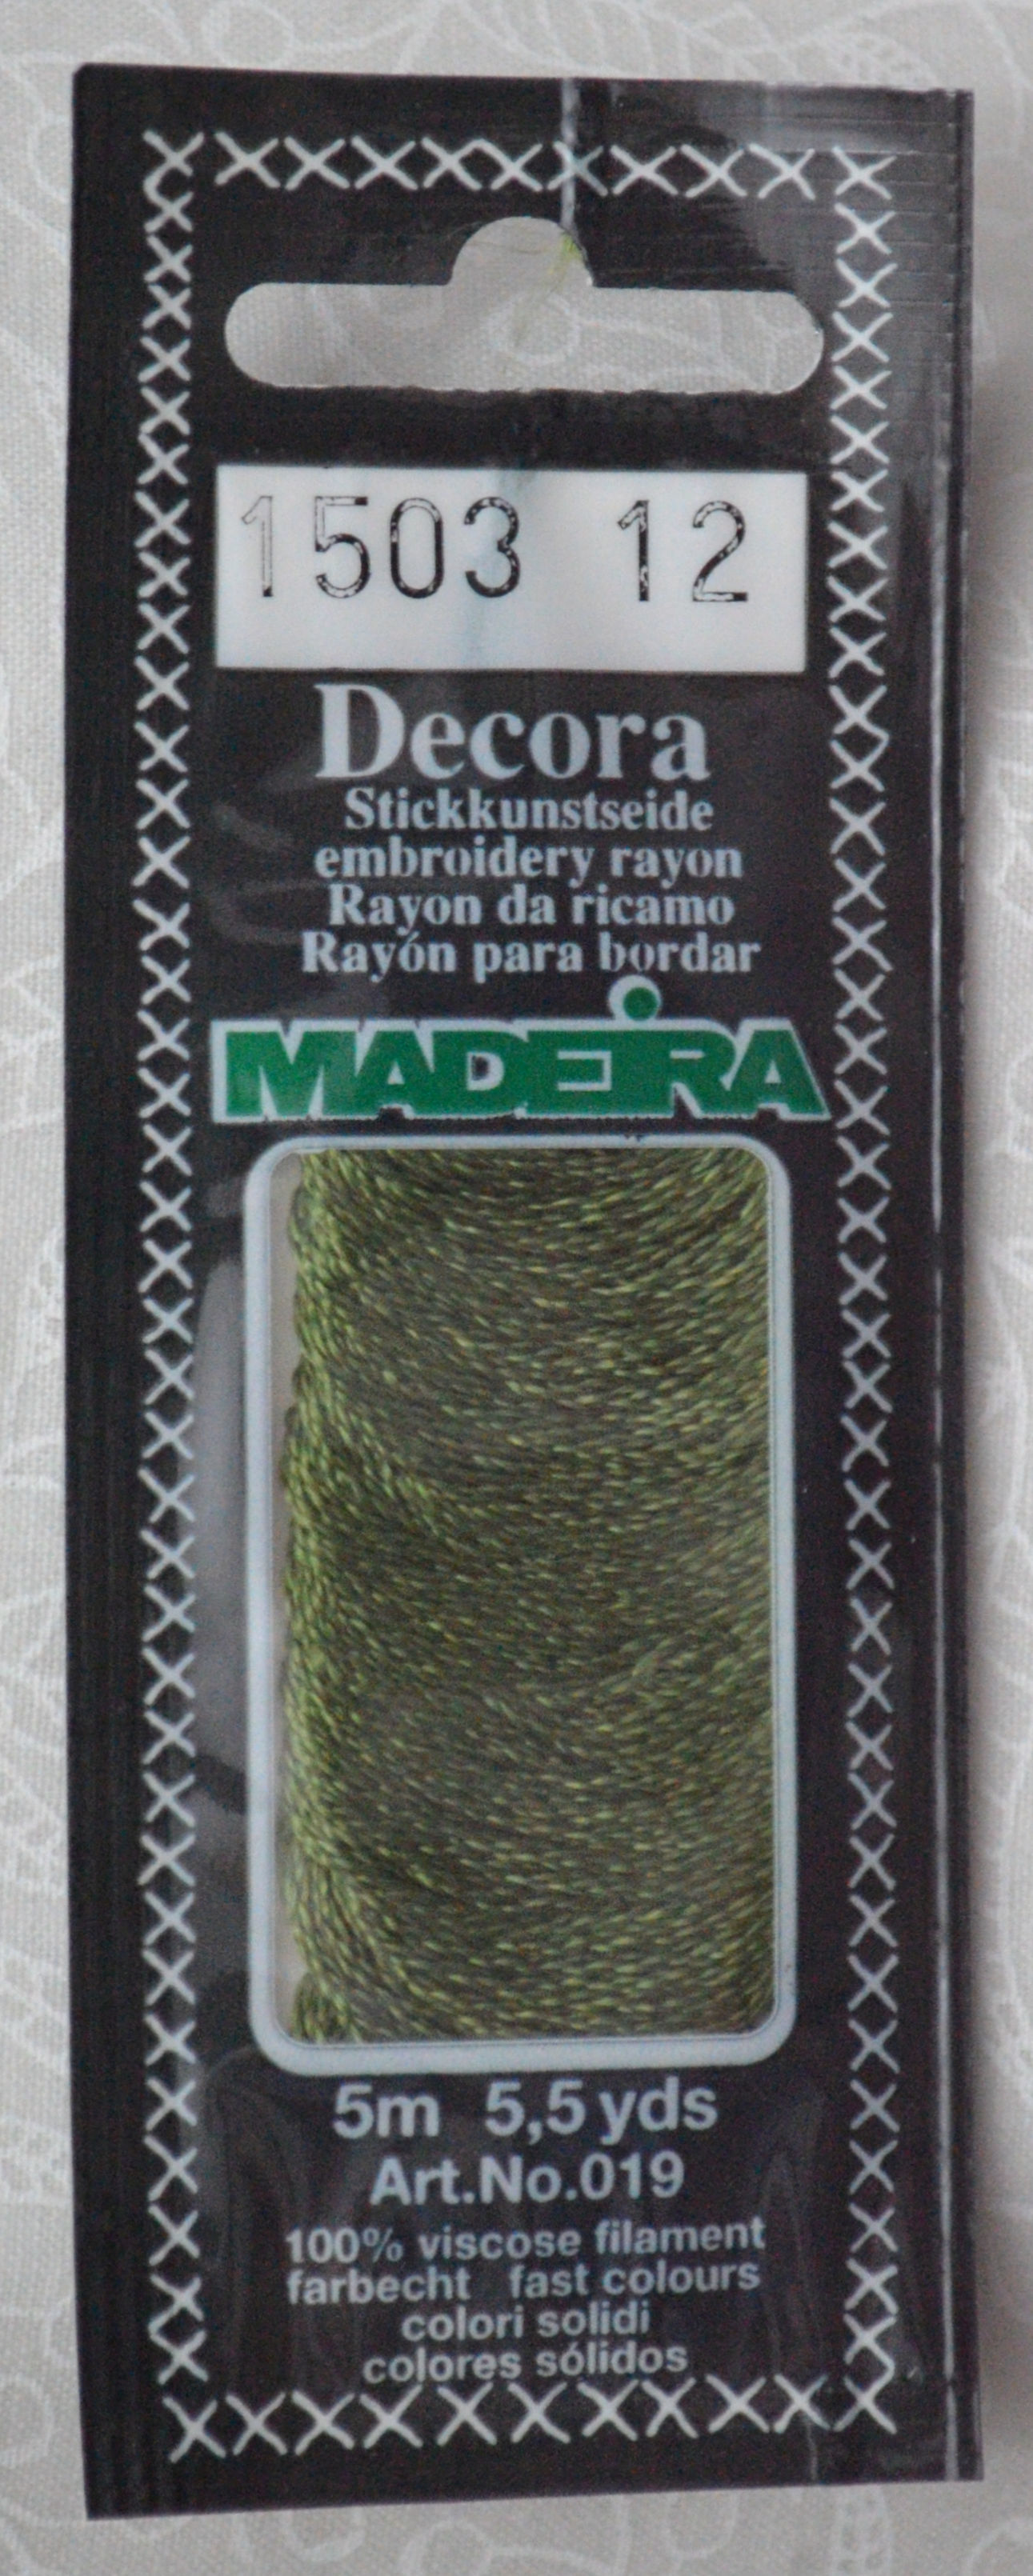 1503 12
Decora
Stickkunstseide
embroidery rayon
Rayon da ricamo
Rayón para bordar
MADEIRA
5m 5,5 yds
Art.No.019
100% viscose filament
farbecht fast colours
colori solidi
colores sólidos